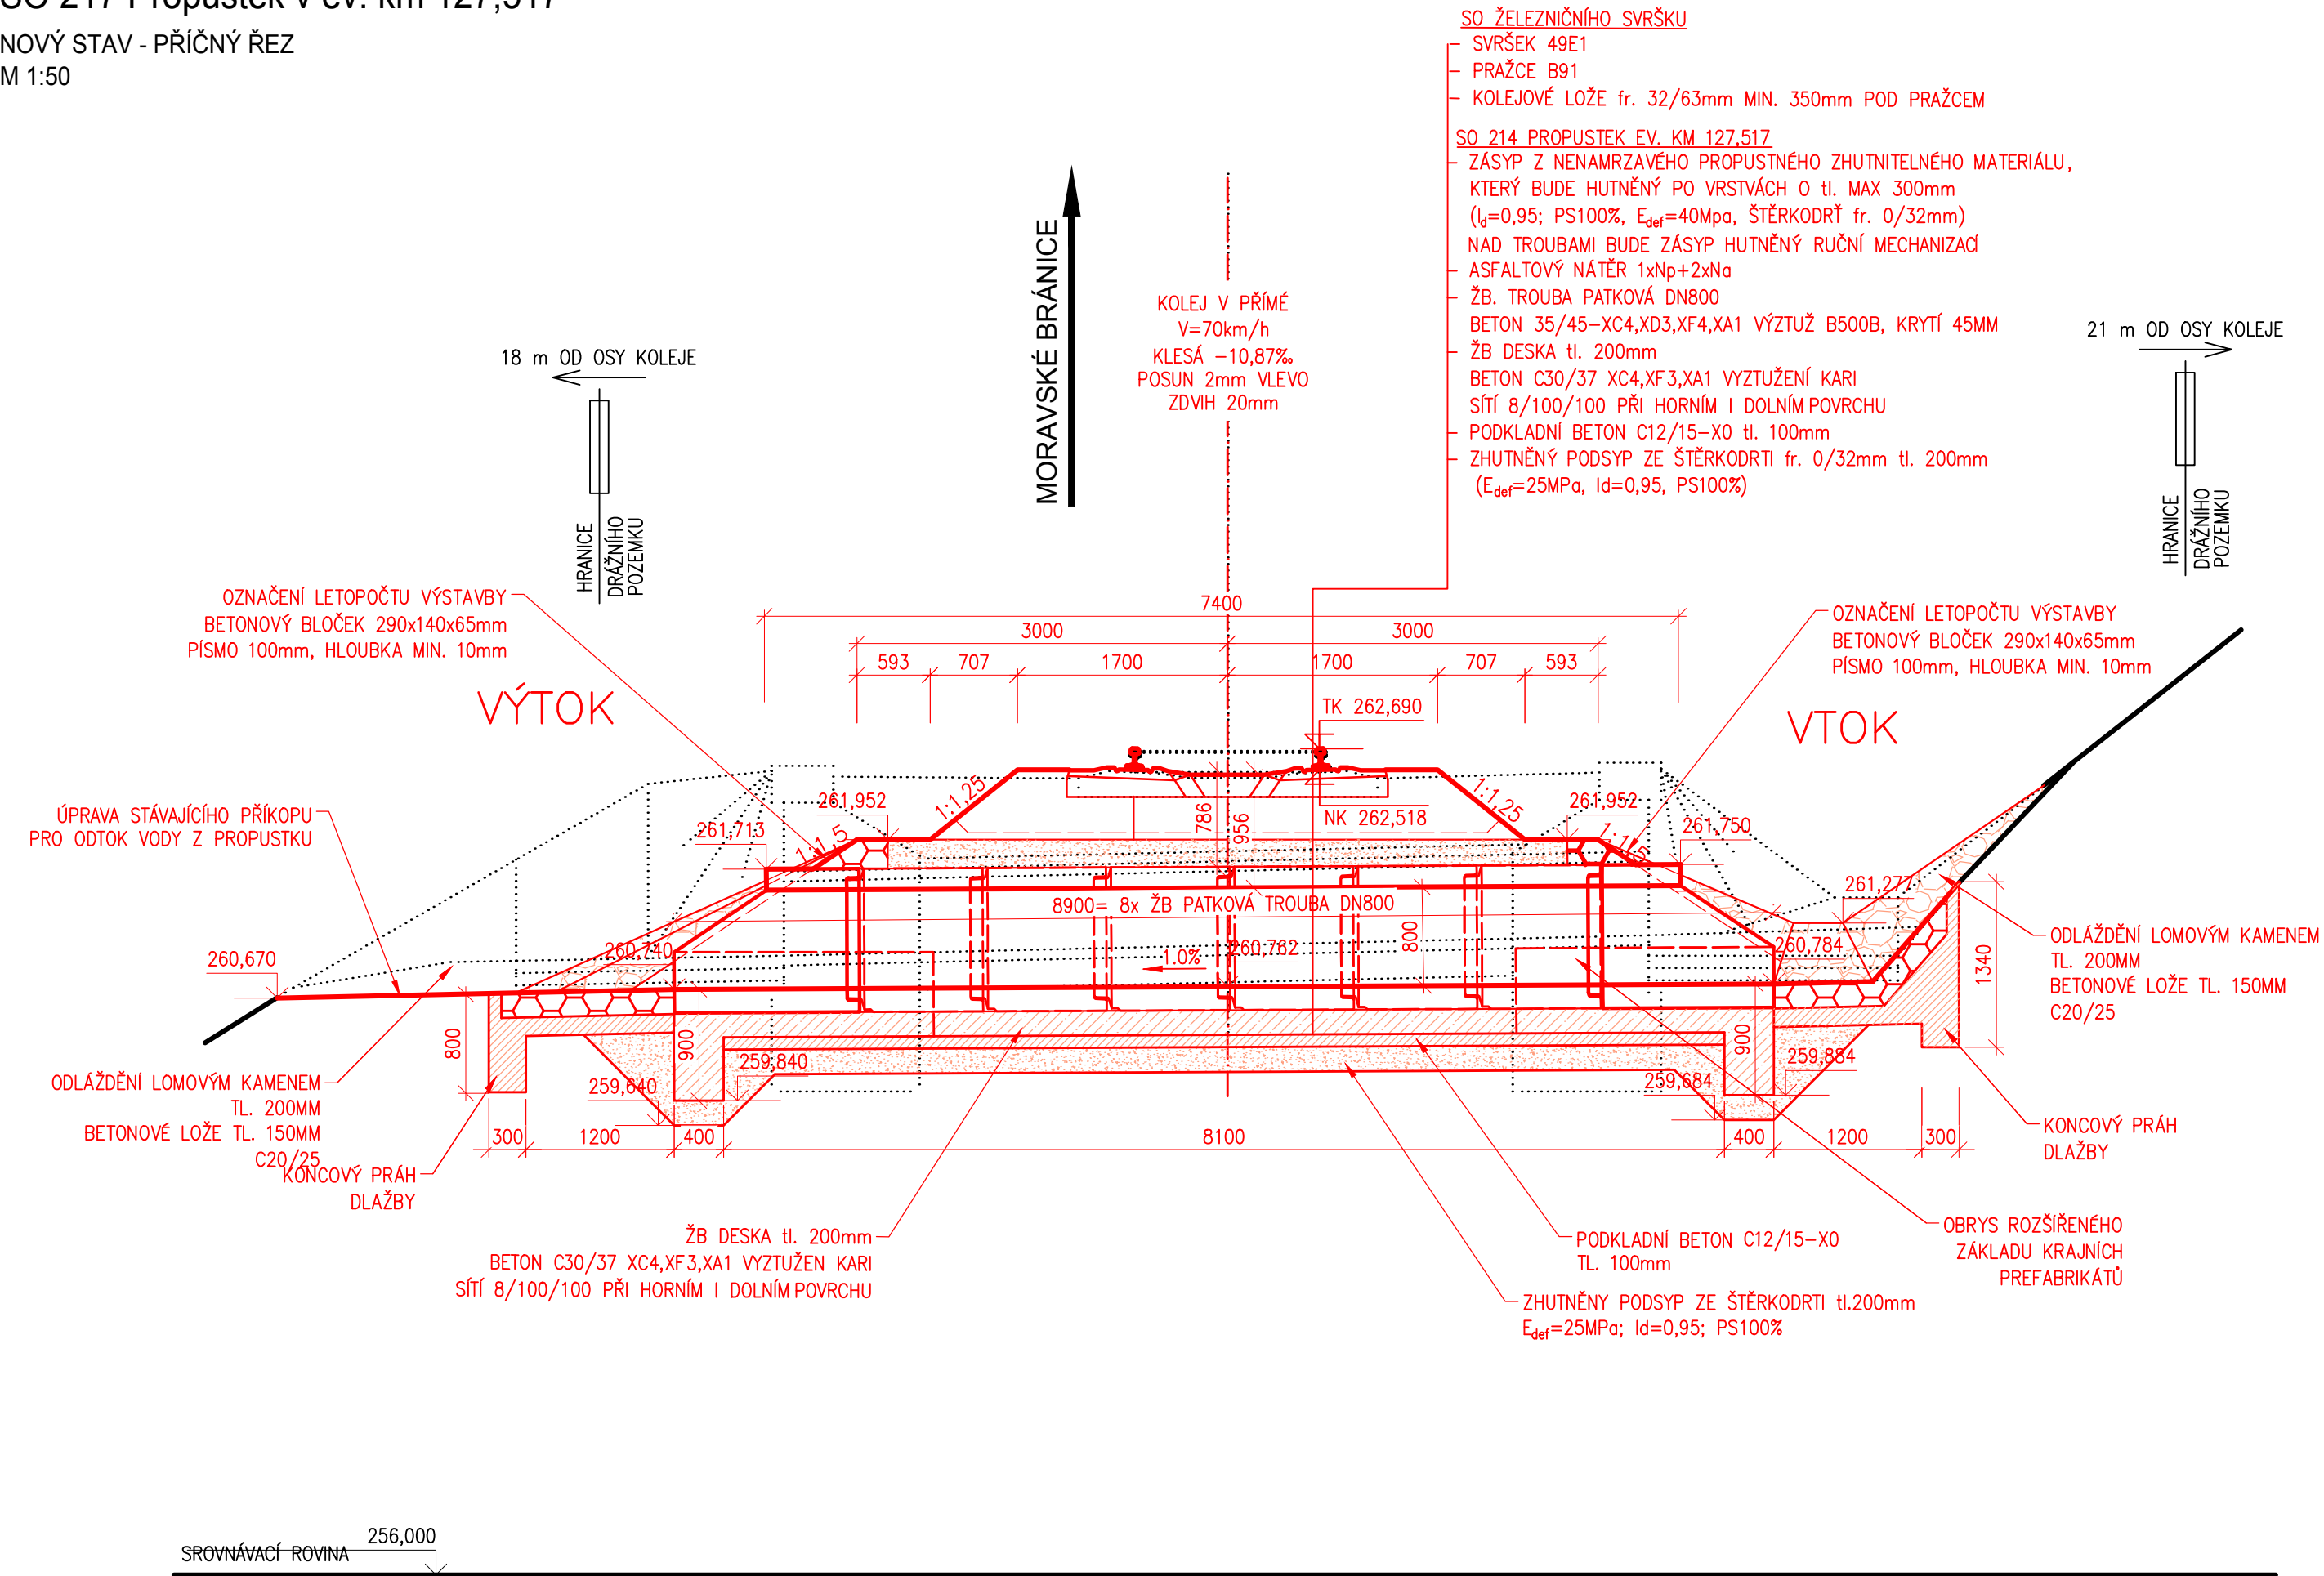 SO 217 Propustek v ev. km 127,517
NOVÝ STAV - PŘÍČNÝ ŘEZ
M 1:50
SO ŽELEZNIČNÍHO SVRŠKU
SVRŠEK 49E1
PRAŽCE B91
KOLEJOVÉ LOŽE fr. 32/63mm MIN. 350mm POD PRAŽCEM
SO 214 PROPUSTEK EV. KM 127,517
ZÁSYP Z NENAMRZAVÉHO PROPUSTNÉHO ZHUTNITELNÉHO MATERIÁLU,
KTERÝ BUDE HUTNĚNÝ PO VRSTVÁCH O tl. MAX 300mm
(Id=0,95; PS100%, Edef=40Mpa, ŠTĚRKODRŤ fr. 0/32mm)
NAD TROUBAMI BUDE ZÁSYP HUTNĚNÝ RUČNÍ MECHANIZACÍ
ASFALTOVÝ NÁTĚR 1xNp+2xNa
ŽB. TROUBA PATKOVÁ DN800
BETON 35/45-XC4,XD3,XF4,XA1 VÝZTUŽ B500B, KRYTÍ 45MM
ŽB DESKA tl. 200mm
BETON C30/37 XC4,XF3,XA1 VYZTUŽENÍ KARI
SÍTÍ 8/100/100 PŘI HORNÍM I DOLNÍM POVRCHU
PODKLADNÍ BETON C12/15-X0 tl. 100mm
ZHUTNĚNÝ PODSYP ZE ŠTĚRKODRTI fr. 0/32mm tl. 200mm
(Edef=25MPa, Id=0,95, PS100%)
MORAVSKÉ BRÁNICE
KOLEJ V PŘÍMÉ
V=70km/h
KLESÁ -10,87‰
POSUN 2mm VLEVO
ZDVIH 20mm
18 m OD OSY KOLEJE
HRANICE
DRÁŽNÍHO
POZEMKU
21 m OD OSY KOLEJE
HRANICE
DRÁŽNÍHO
POZEMKU
OZNAČENÍ LETOPOČTU VÝSTAVBY
BETONOVÝ BLOČEK 290x140x65mm
PÍSMO 100mm, HLOUBKA MIN. 10mm
OZNAČENÍ LETOPOČTU VÝSTAVBY
BETONOVÝ BLOČEK 290x140x65mm
PÍSMO 100mm, HLOUBKA MIN. 10mm
7400
3000 3000
593 707 1700 1700 707 593
VÝTOK
VTOK
TK 262,690
NK 262,518
ÚPRAVA STÁVAJÍCÍHO PŘÍKOPU
PRO ODTOK VODY Z PROPUSTKU
261,952
261,713
1:1,5
1:1,25
786
956
1:1,25
261,952
1:1,5
261,750
261,277
8900= 8x ŽB PATKOVÁ TROUBA DN800
800
260,670
260,740
1.0%
260,762
260,784
1340
ODLÁŽDĚNÍ LOMOVÝM KAMENEM
TL. 200MM
BETONOVÉ LOŽE TL. 150MM
C20/25
800
900
259,840
259,640
900
259,884
259,684
ODLÁŽDĚNÍ LOMOVÝM KAMENEM
TL. 200MM
BETONOVÉ LOŽE TL. 150MM
C20/25
KONCOVÝ PRÁH
DLAŽBY
300 1200 400 8100 400 1200 300
KONCOVÝ PRÁH
DLAŽBY
ŽB DESKA tl. 200mm
BETON C30/37 XC4,XF3,XA1 VYZTUŽEN KARI
SÍTÍ 8/100/100 PŘI HORNÍM I DOLNÍM POVRCHU
PODKLADNÍ BETON C12/15-X0
TL. 100mm
OBRYS ROZŠÍŘENÉHO
ZÁKLADU KRAJNÍCH
PREFABRIKÁTŮ
ZHUTNĚNY PODSYP ZE ŠTĚRKODRTI tl.200mm
Edef=25MPa; Id=0,95; PS100%
256,000
SROVNÁVACÍ ROVINA